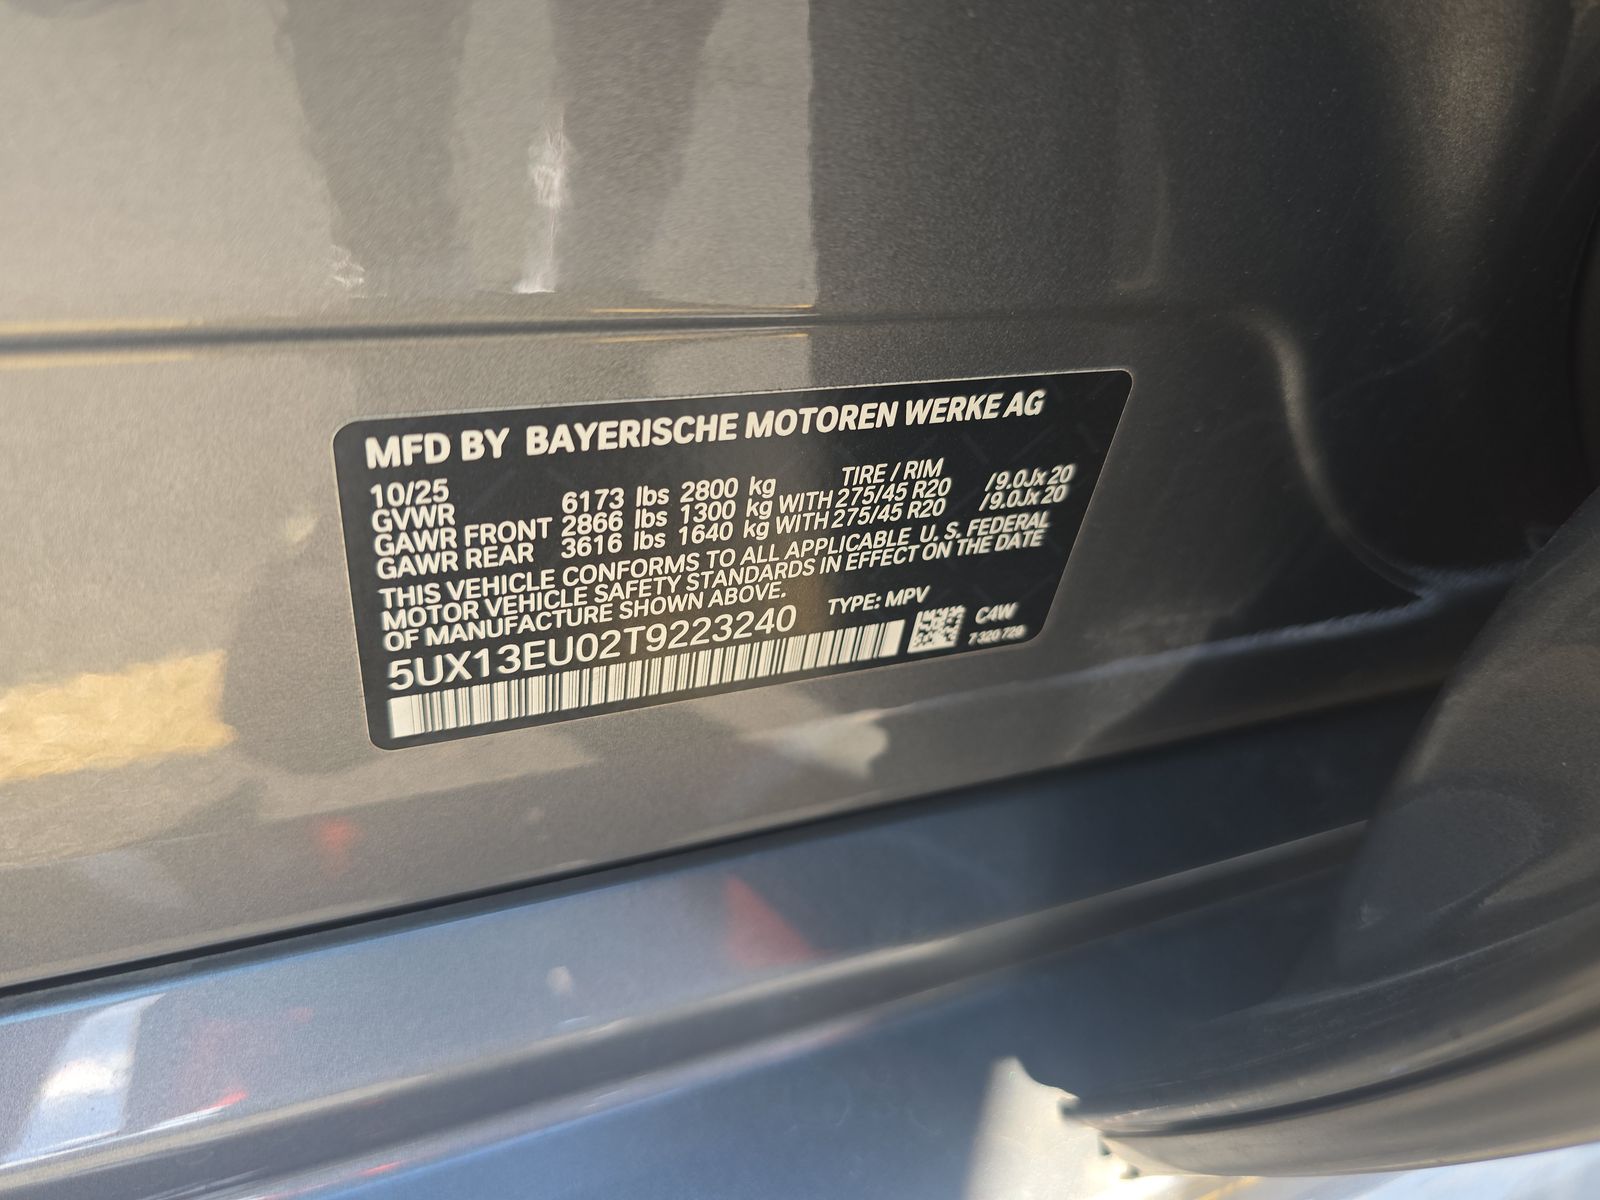 MFD BY BAYERISCHE MOTOREN WERKE AG
10/25 TIRE / RIM
GVWR 6173 lbs 2800 kg
GAWR FRONT 2866 lbs 1300 kg WITH 275/45 R20 /9.0Jx20
GAWR REAR 3616 lbs 1640 kg WITH 275/45 R20 /9.0Jx20
THIS VEHICLE CONFORMS TO ALL APPLICABLE U. S. FEDERAL
MOTOR VEHICLE SAFETY STANDARDS IN EFFECT ON THE DATE
OF MANUFACTURE SHOWN ABOVE.
5UX13EU02T9223240 TYPE: MPV
C4W
7 320 729